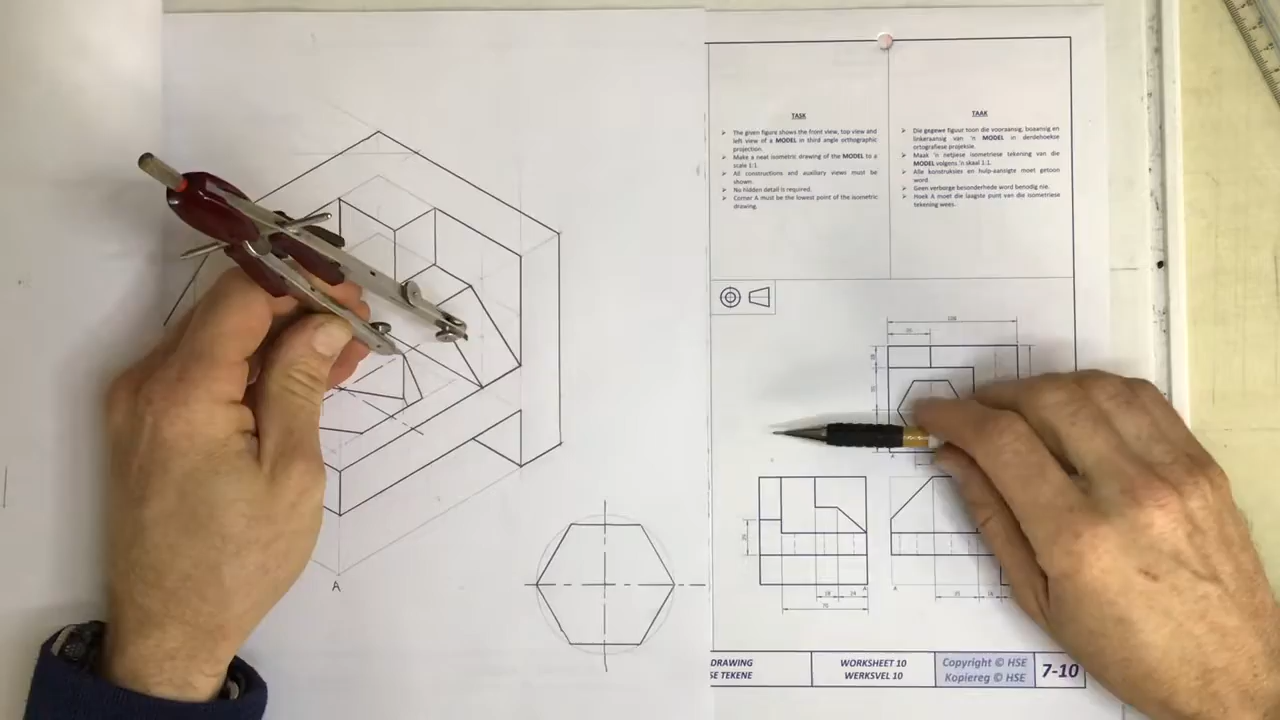 TASK
➢ The given figure shows the front view, top view and
left view of a MODEL in third angle orthographic
projection.
➢ Make a neat isometric drawing of the MODEL to a
scale 1:1.
➢ All constructions and auxiliary views must be
shown.
➢ No hidden detail is required.
➢ Corner A must be the lowest point of the isometric
drawing.
TAAK
➢ Die gegewe figuur toon die vooraansig, boaansig en
linkeraansig van 'n MODEL in derdehoekse
ortografiese projeksie.
➢ Maak 'n netjiese isometriese tekening van die
MODEL volgens 'n skaal 1:1.
➢ Alle konstruksies en hulp-aansigte moet getoon
word.
➢ Geen verborge besonderhede word benodig nie.
➢ Hoek A moet die laagste punt van die isometriese
tekening wees.
A
A
A
DRAWING
SE TEKENE
WORKSHEET 10
WERKSVEL 10
Copyright © HSE
Kopiereg © HSE
7-10